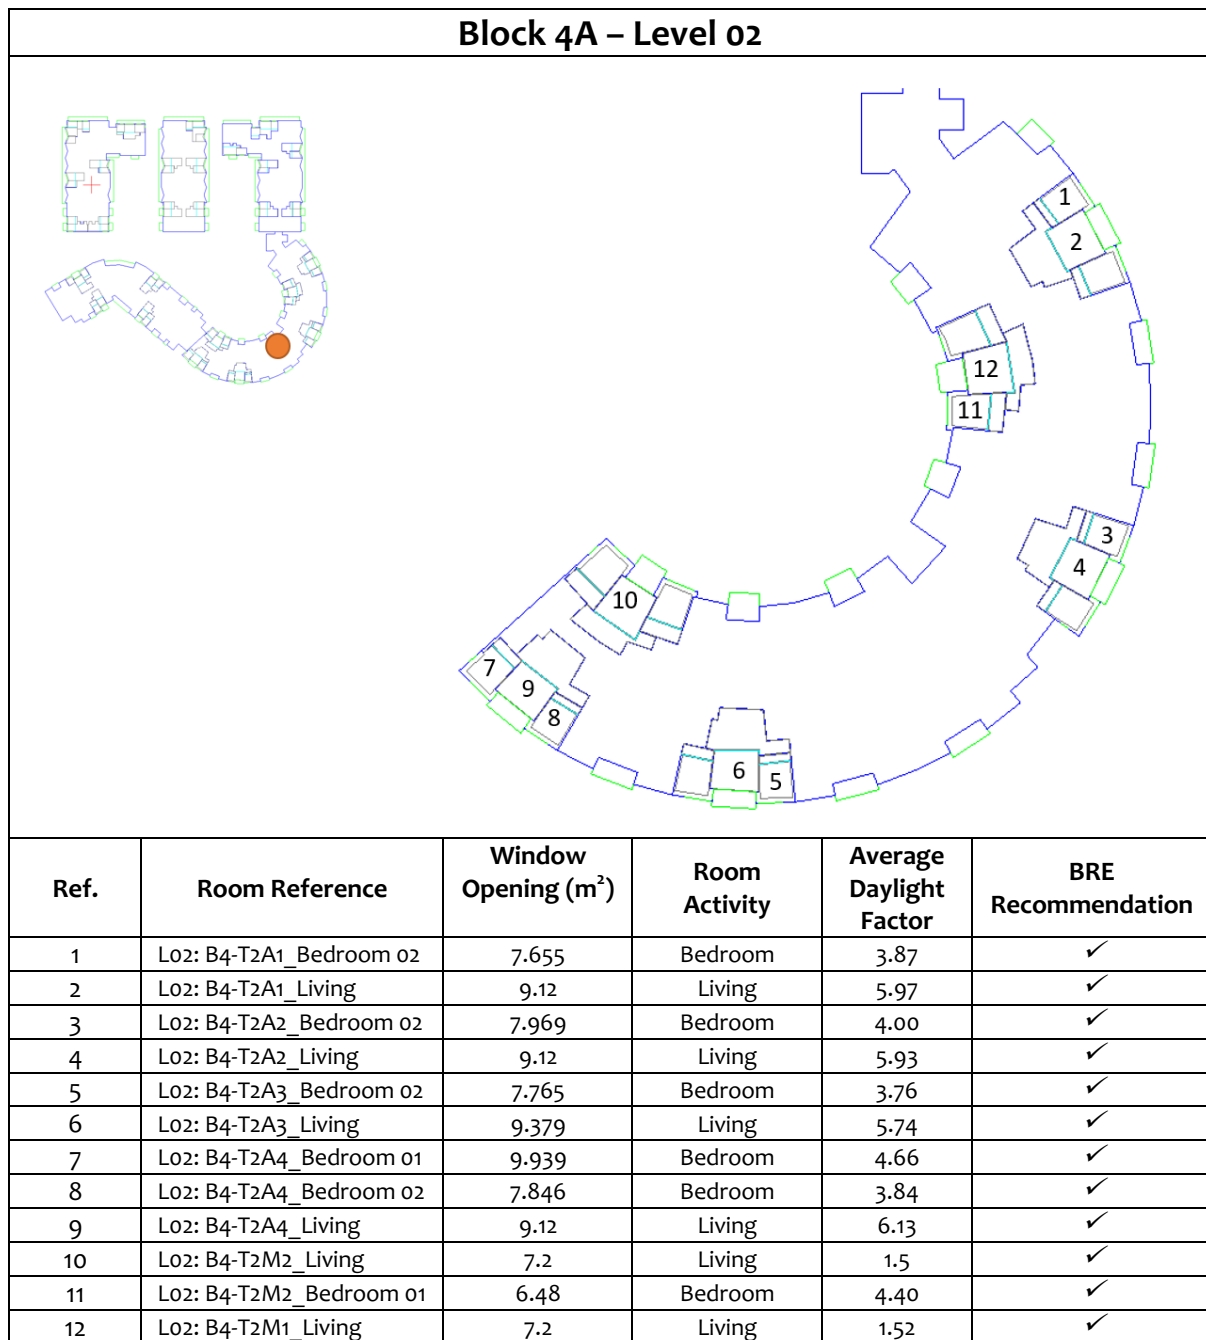 Block 4A – Level 02
1
2
12
11
3
4
10
7
9
8
6
5
Ref. Room Reference Window Opening (m²) Room Activity Average Daylight Factor BRE Recommendation
1 L02: B4-T2A1_Bedroom 02 7.655 Bedroom 3.87 ✓
2 L02: B4-T2A1_Living 9.12 Living 5.97 ✓
3 L02: B4-T2A2_Bedroom 02 7.969 Bedroom 4.00 ✓
4 L02: B4-T2A2_Living 9.12 Living 5.93 ✓
5 L02: B4-T2A3_Bedroom 02 7.765 Bedroom 3.76 ✓
6 L02: B4-T2A3_Living 9.379 Living 5.74 ✓
7 L02: B4-T2A4_Bedroom 01 9.939 Bedroom 4.66 ✓
8 L02: B4-T2A4_Bedroom 02 7.846 Bedroom 3.84 ✓
9 L02: B4-T2A4_Living 9.12 Living 6.13 ✓
10 L02: B4-T2M2_Living 7.2 Living 1.5 ✓
11 L02: B4-T2M2_Bedroom 01 6.48 Bedroom 4.40 ✓
12 L02: B4-T2M1_Living 7.2 Living 1.52 ✓